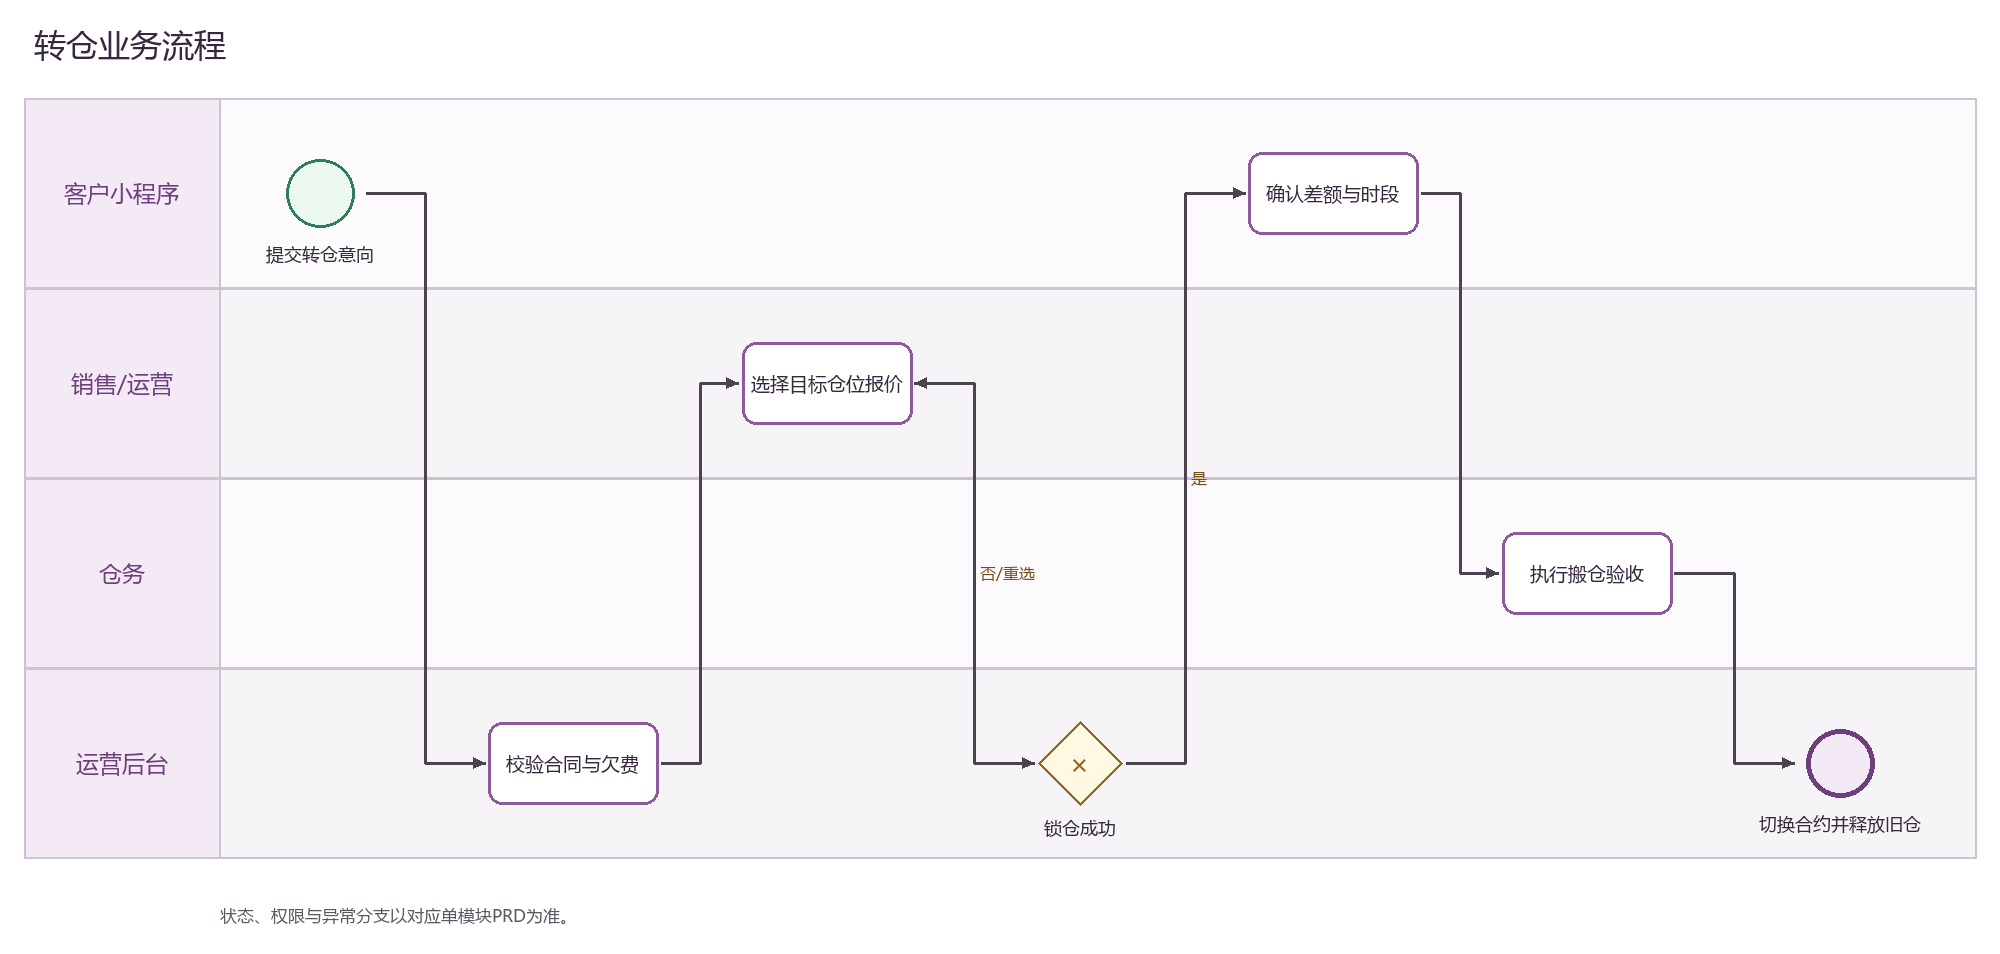 转仓业务流程
客户小程序
提交转仓意向
确认差额与时段
销售/运营
选择目标仓位报价
是
仓务
否/重选
执行搬仓验收
运营后台
校验合同与欠费
×
锁仓成功
切换合约并释放旧仓
状态、权限与异常分支以对应单模块PRD为准。